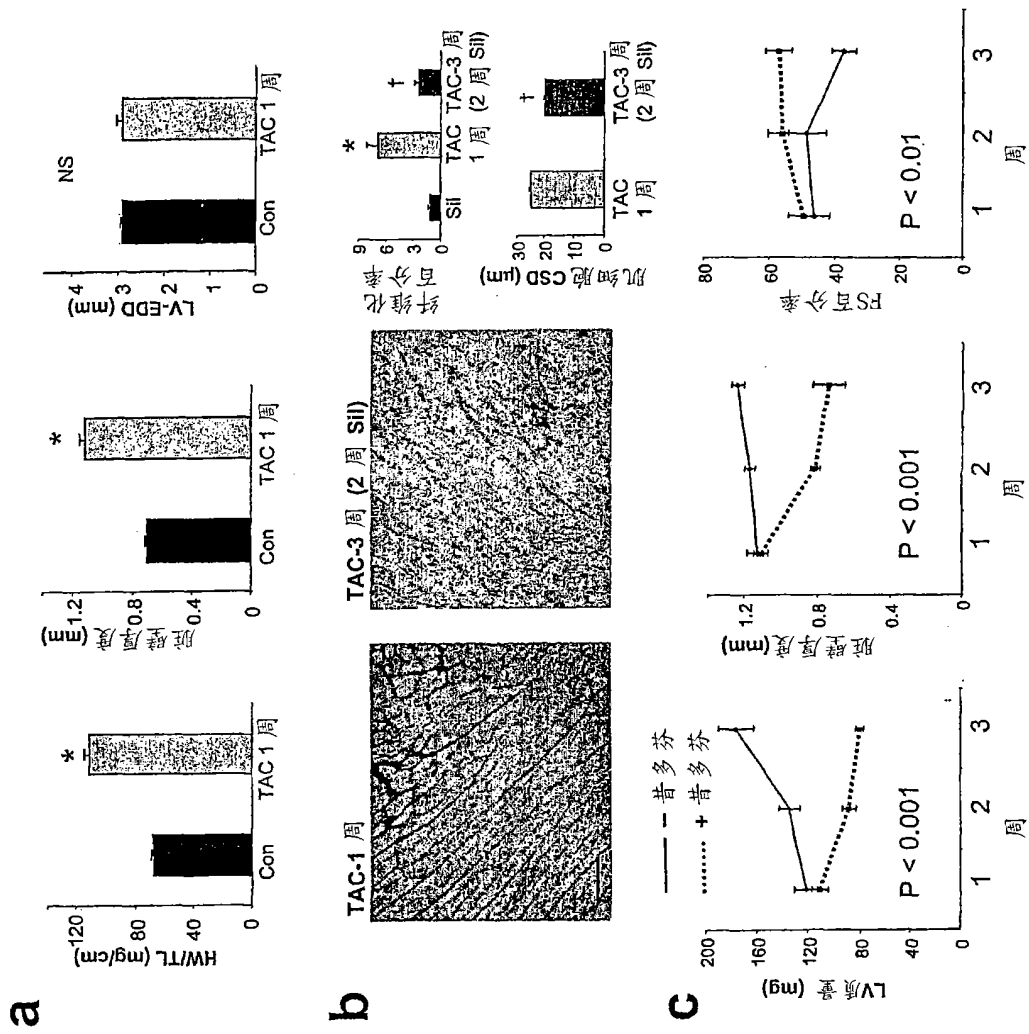 a
HW/TL (mg/cm)
120
80
40
0
*
Con
TAC 1 周
脏壁厚度
(mm)
1.2
0.8
0.4
0
*
Con
TAC 1 周
LV-EDD
(mm)
4
3
2
1
0
NS
Con
TAC 1 周
b
TAC-1 周
TAC-3 周 (2 周 Sil)
纤维化
百分率
9
6
3
0
*
†
Sil
TAC
1 周
TAC-3 周
(2 周 Sil)
肌细胞 CSD (μm)
30
20
10
0
†
TAC
1 周
TAC-3 周
(2 周 Sil)
c
LV质量
(mg)
200
160
120
80
0
— - 昔多芬
+ 昔多芬
P < 0.001
1
2
3
周
脏壁厚度
(mm)
1.2
0.8
0.4
0
P < 0.001
1
2
3
周
FS百分率
80
60
40
20
0
P < 0.01
1
2
3
周